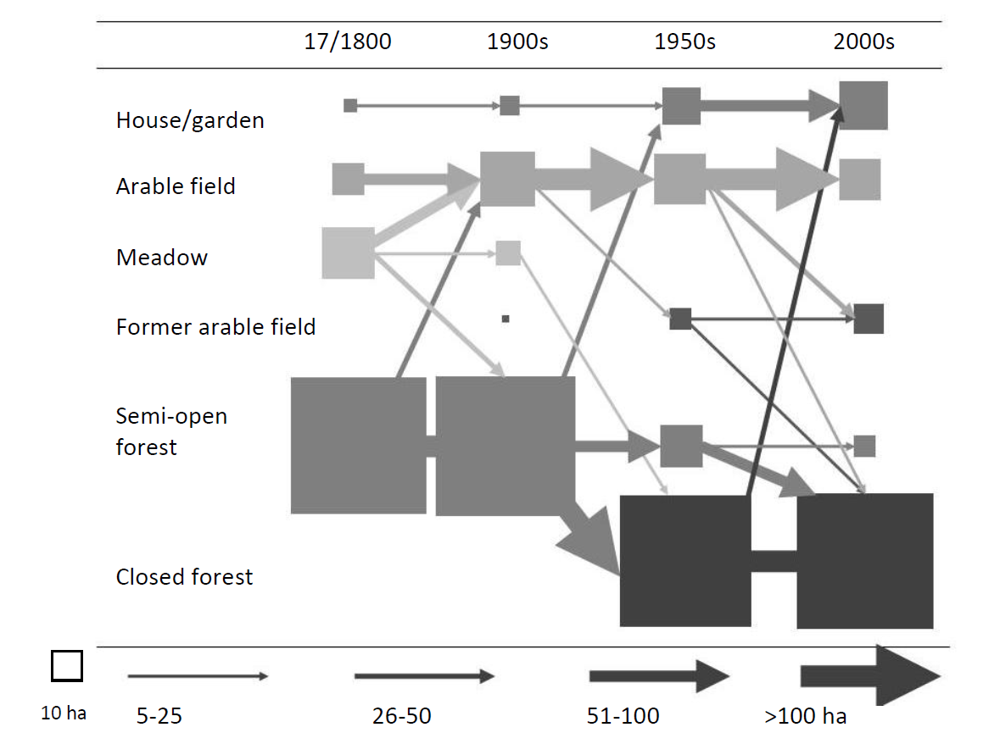 17/1800 1900s 1950s 2000s
House/garden
Arable field
Meadow
Former arable field
Semi-open
forest
Closed forest
10 ha 5-25 26-50 51-100 >100 ha